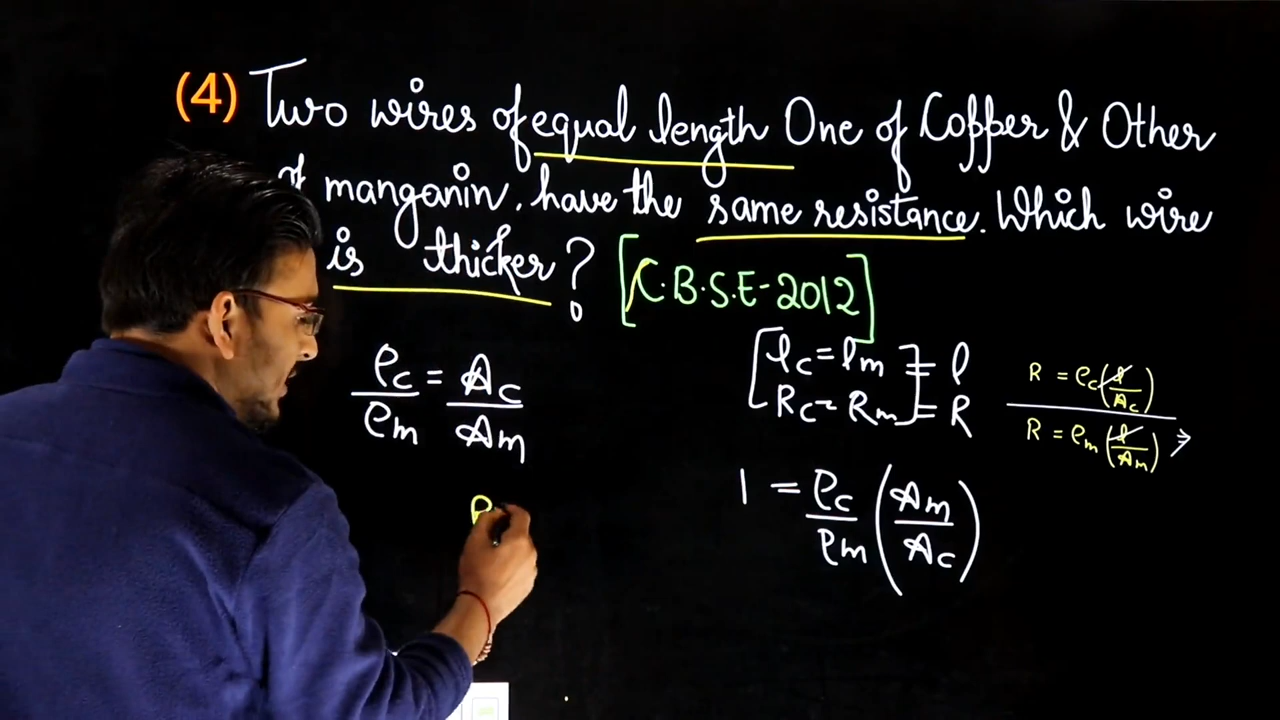 (4) Two wires of equal length One of Copper & Other
of manganin, have the same resistance. Which wire
is thicker? [C.B.S.E-2012]
ρc/ρm = Ac/Am
[lc = lm] = l
[Rc = Rm] = R
R = ρc(l/Ac)
R = ρm(l/Am) ⇒
1 = ρc/ρm (Am/Ac)
ρ